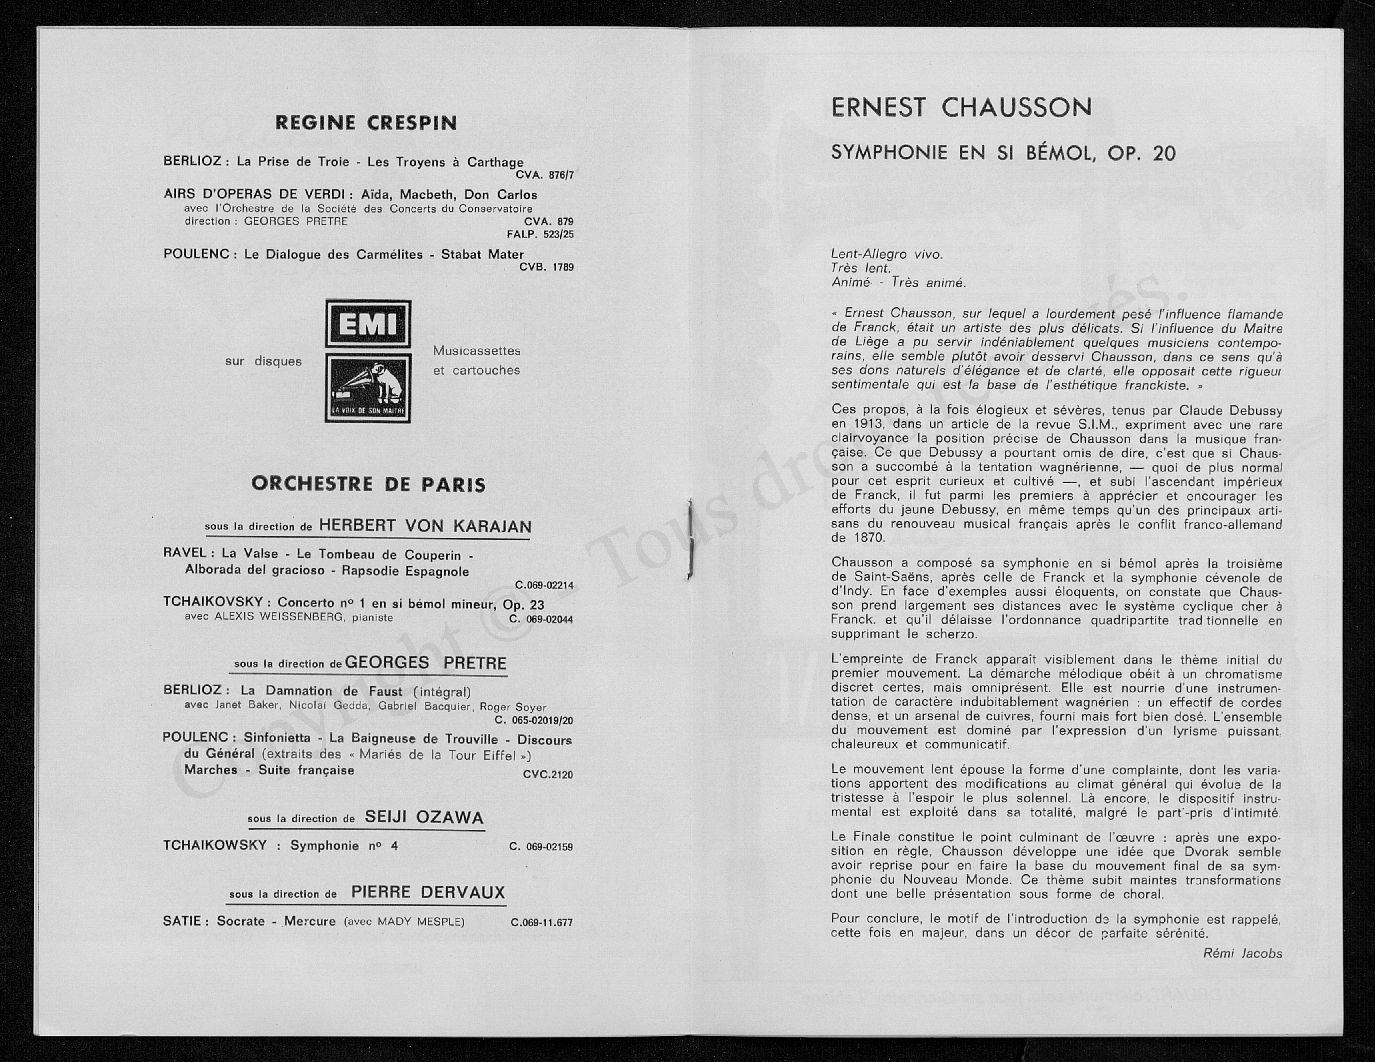 REGINE CRESPIN
BERLIOZ : La Prise de Troie - Les Troyens à Carthage
CVA. 876/7
AIRS D'OPERAS DE VERDI : Aïda, Macbeth, Don Carlos
avec l'Orchestre de la Société des Concerts du Conservatoire
direction : GEORGES PRETRE CVA. 879
FALP. 523/25
POULENC : Le Dialogue des Carmélites - Stabat Mater
CVB. 1789
EMI
sur disques
Musicassettes
et cartouches
LA VOIX DE SON MAITRE
ORCHESTRE DE PARIS
sous la direction de HERBERT VON KARAJAN
RAVEL : La Valse - Le Tombeau de Couperin -
Alborada del gracioso - Rapsodie Espagnole
C.069-02214
TCHAIKOVSKY : Concerto nº 1 en si bémol mineur, Op. 23
avec ALEXIS WEISSENBERG, pianiste C. 069-02044
sous la direction de GEORGES PRETRE
BERLIOZ : La Damnation de Faust (intégral)
avec Janet Baker, Nicolaï Gedda, Gabriel Bacquier, Roger Soyer
C. 065-02019/20
POULENC : Sinfonietta - La Baigneuse de Trouville - Discours
du Général (extraits des « Mariés de la Tour Eiffel »)
Marches - Suite française CVC.2120
sous la direction de SEIJI OZAWA
TCHAIKOWSKY : Symphonie nº 4 C. 069-02159
sous la direction de PIERRE DERVAUX
SATIE : Socrate - Mercure (avec MADY MESPLE) C.069-11.677
ERNEST CHAUSSON
SYMPHONIE EN SI BÉMOL, OP. 20
Lent-Allegro vivo.
Très lent.
Animé - Très animé.
« Ernest Chausson, sur lequel a lourdement pesé l'influence flamande
de Franck, était un artiste des plus délicats. Si l'influence du Maître
de Liège a pu servir indéniablement quelques musiciens contempo-
rains, elle semble plutôt avoir desservi Chausson, dans ce sens qu'à
ses dons naturels d'élégance et de clarté, elle opposait cette rigueur
sentimentale qui est la base de l'esthétique franckiste. »
Ces propos, à la fois élogieux et sévères, tenus par Claude Debussy
en 1913, dans un article de la revue S.I.M., expriment avec une rare
clairvoyance la position précise de Chausson dans la musique fran-
çaise. Ce que Debussy a pourtant omis de dire, c'est que si Chaus-
son a succombé à la tentation wagnérienne, — quoi de plus normal
pour cet esprit curieux et cultivé —, et subi l'ascendant impérieux
de Franck, il fut parmi les premiers à apprécier et encourager les
efforts du jeune Debussy, en même temps qu'un des principaux arti-
sans du renouveau musical français après le conflit franco-allemand
de 1870.
Chausson a composé sa symphonie en si bémol après la troisième
de Saint-Saëns, après celle de Franck et la symphonie cévenole de
d'Indy. En face d'exemples aussi éloquents, on constate que Chaus-
son prend largement ses distances avec le système cyclique cher à
Franck. et qu'il délaisse l'ordonnance quadripartite traditionnelle en
supprimant le scherzo.
L'empreinte de Franck apparaît visiblement dans le thème initial du
premier mouvement. La démarche mélodique obéit à un chromatisme
discret certes, mais omniprésent. Elle est nourrie d'une instrumen-
tation de caractère indubitablement wagnérien : un effectif de cordes
dense, et un arsenal de cuivres, fourni mais fort bien dosé. L'ensemble
du mouvement est dominé par l'expression d'un lyrisme puissant,
chaleureux et communicatif.
Le mouvement lent épouse la forme d'une complainte, dont les varia-
tions apportent des modifications au climat général qui évolue de la
tristesse à l'espoir le plus solennel. Là encore, le dispositif instru-
mental est exploité dans sa totalité, malgré le parti-pris d'intimité.
Le Finale constitue le point culminant de l'œuvre : après une expo-
sition en règle, Chausson développe une idée que Dvorak semble
avoir reprise pour en faire la base du mouvement final de sa sym-
phonie du Nouveau Monde. Ce thème subit maintes transformations
dont une belle présentation sous forme de choral.
Pour conclure, le motif de l'introduction de la symphonie est rappelé,
cette fois en majeur, dans un décor de parfaite sérénité.
Rémi Jacobs
Copyright © - Tous droits réservés.